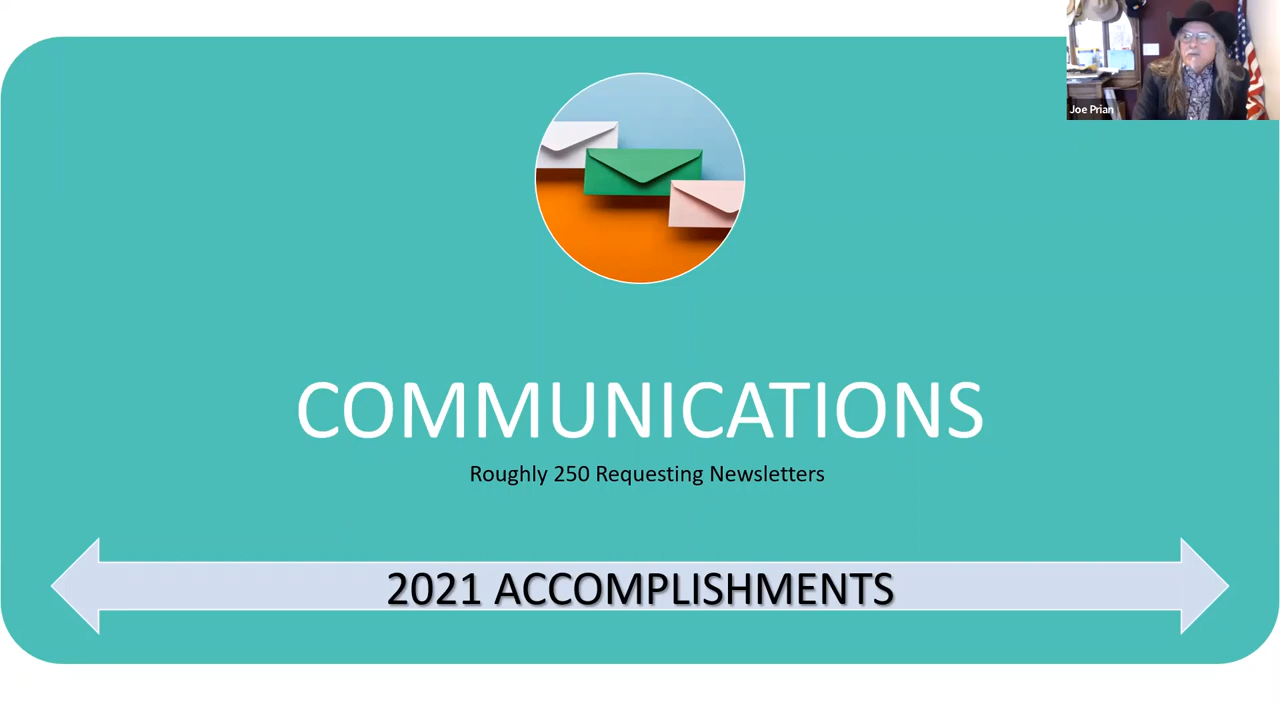 Joe Prian
COMMUNICATIONS
Roughly 250 Requesting Newsletters
2021 ACCOMPLISHMENTS